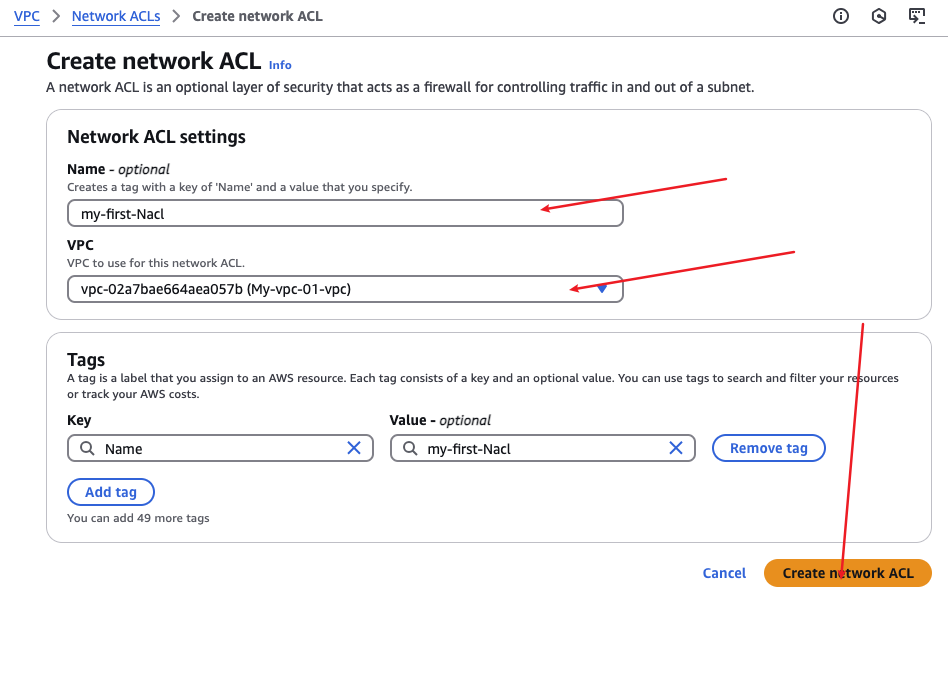 VPC > Network ACLs > Create network ACL
Create network ACL Info
A network ACL is an optional layer of security that acts as a firewall for controlling traffic in and out of a subnet.
Network ACL settings
Name - optional
Creates a tag with a key of 'Name' and a value that you specify.
my-first-Nacl
VPC
VPC to use for this network ACL.
vpc-02a7bae664aea057b (My-vpc-01-vpc)
Tags
A tag is a label that you assign to an AWS resource. Each tag consists of a key and an optional value. You can use tags to search and filter your resources
or track your AWS costs.
Key Value - optional
Name my-first-Nacl Remove tag
Add tag
You can add 49 more tags
Cancel Create network ACL